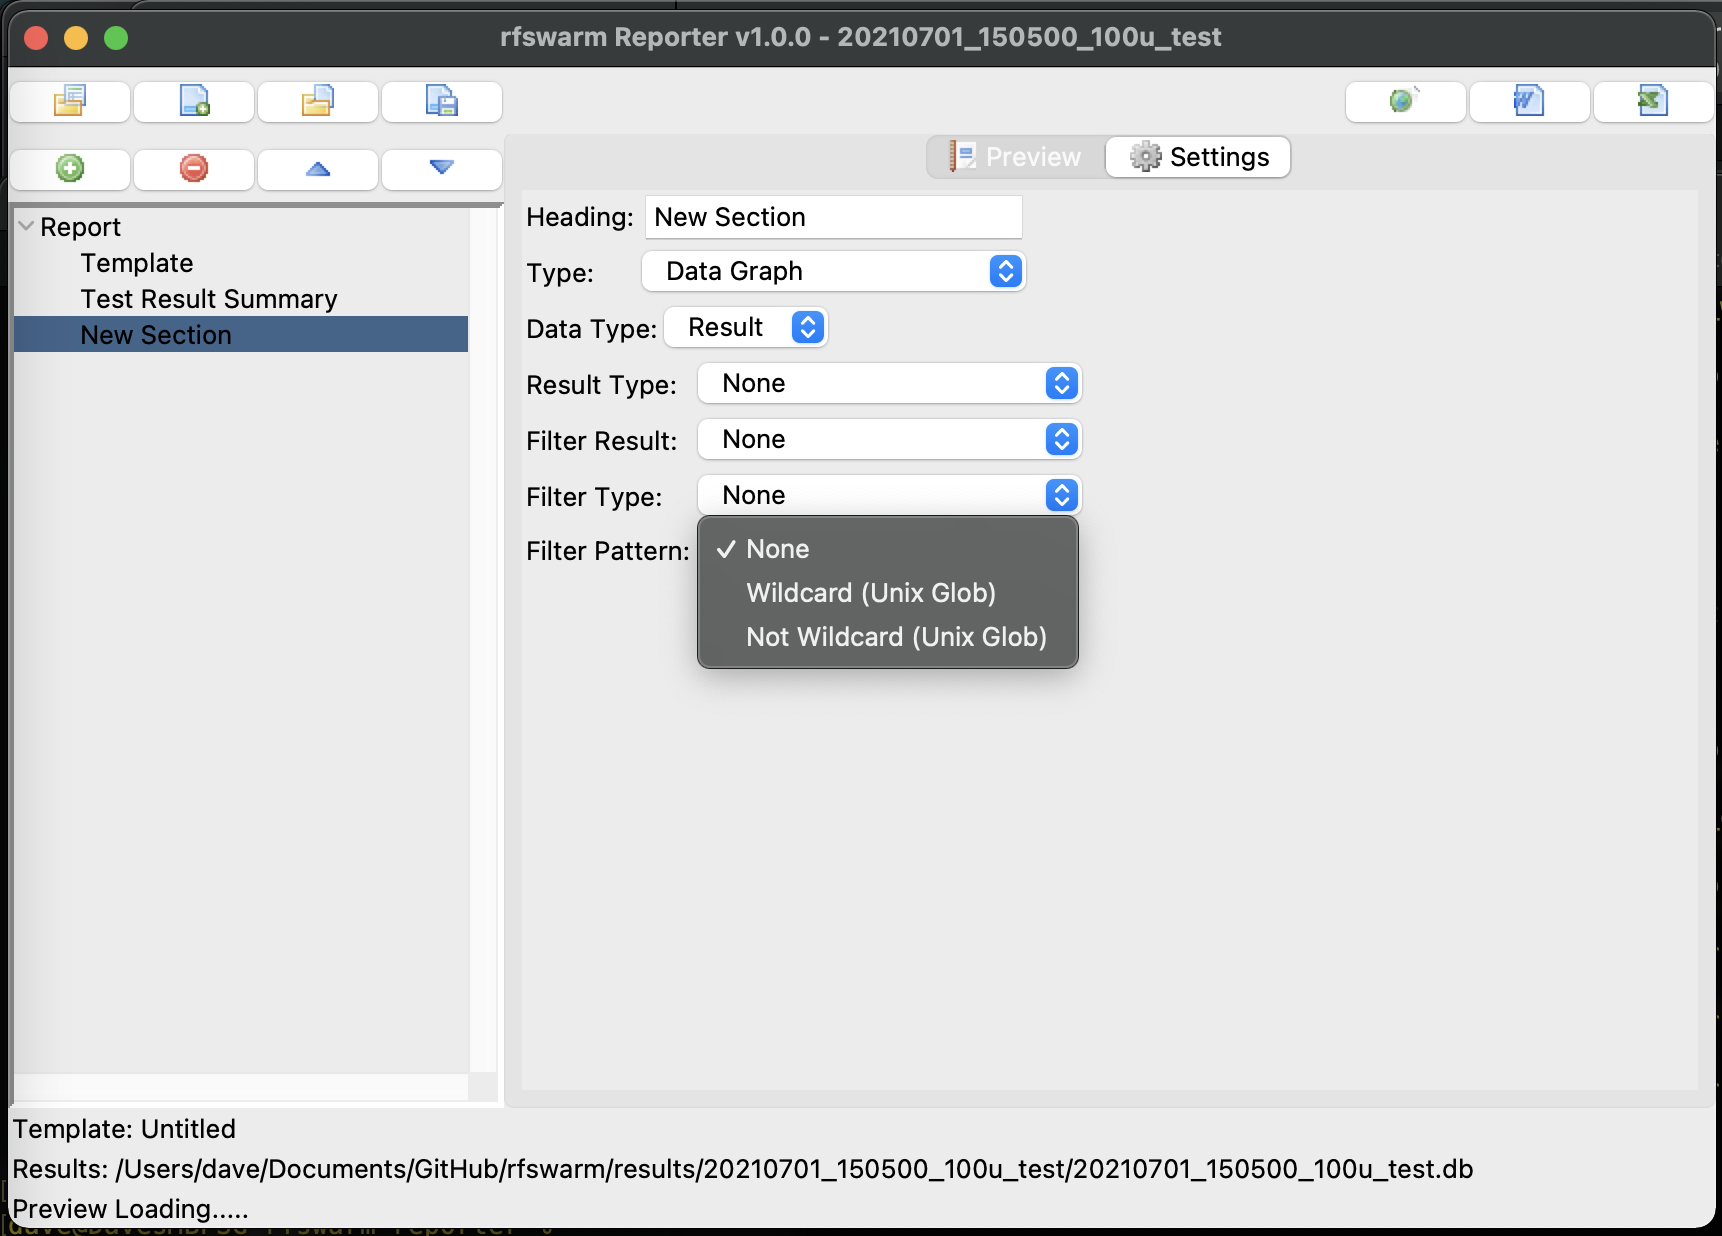 rfswarm Reporter v1.0.0 - 20210701_150500_100u_test
Preview
Settings
Report
Template
Test Result Summary
New Section
Heading: New Section
Type: Data Graph
Data Type: Result
Result Type: None
Filter Result: None
Filter Type: None
Filter Pattern:
✓ None
Wildcard (Unix Glob)
Not Wildcard (Unix Glob)
Template: Untitled
Results: /Users/dave/Documents/GitHub/rfswarm/results/20210701_150500_100u_test/20210701_150500_100u_test.db
Preview Loading.....